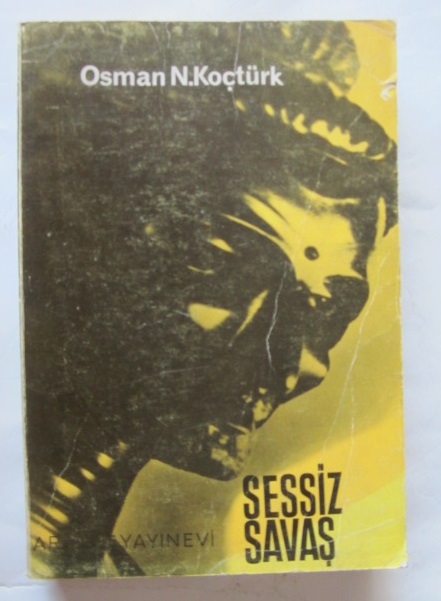 Osman N.Koçtürk
SESSİZ
SAVAŞ
YAYINEVİ